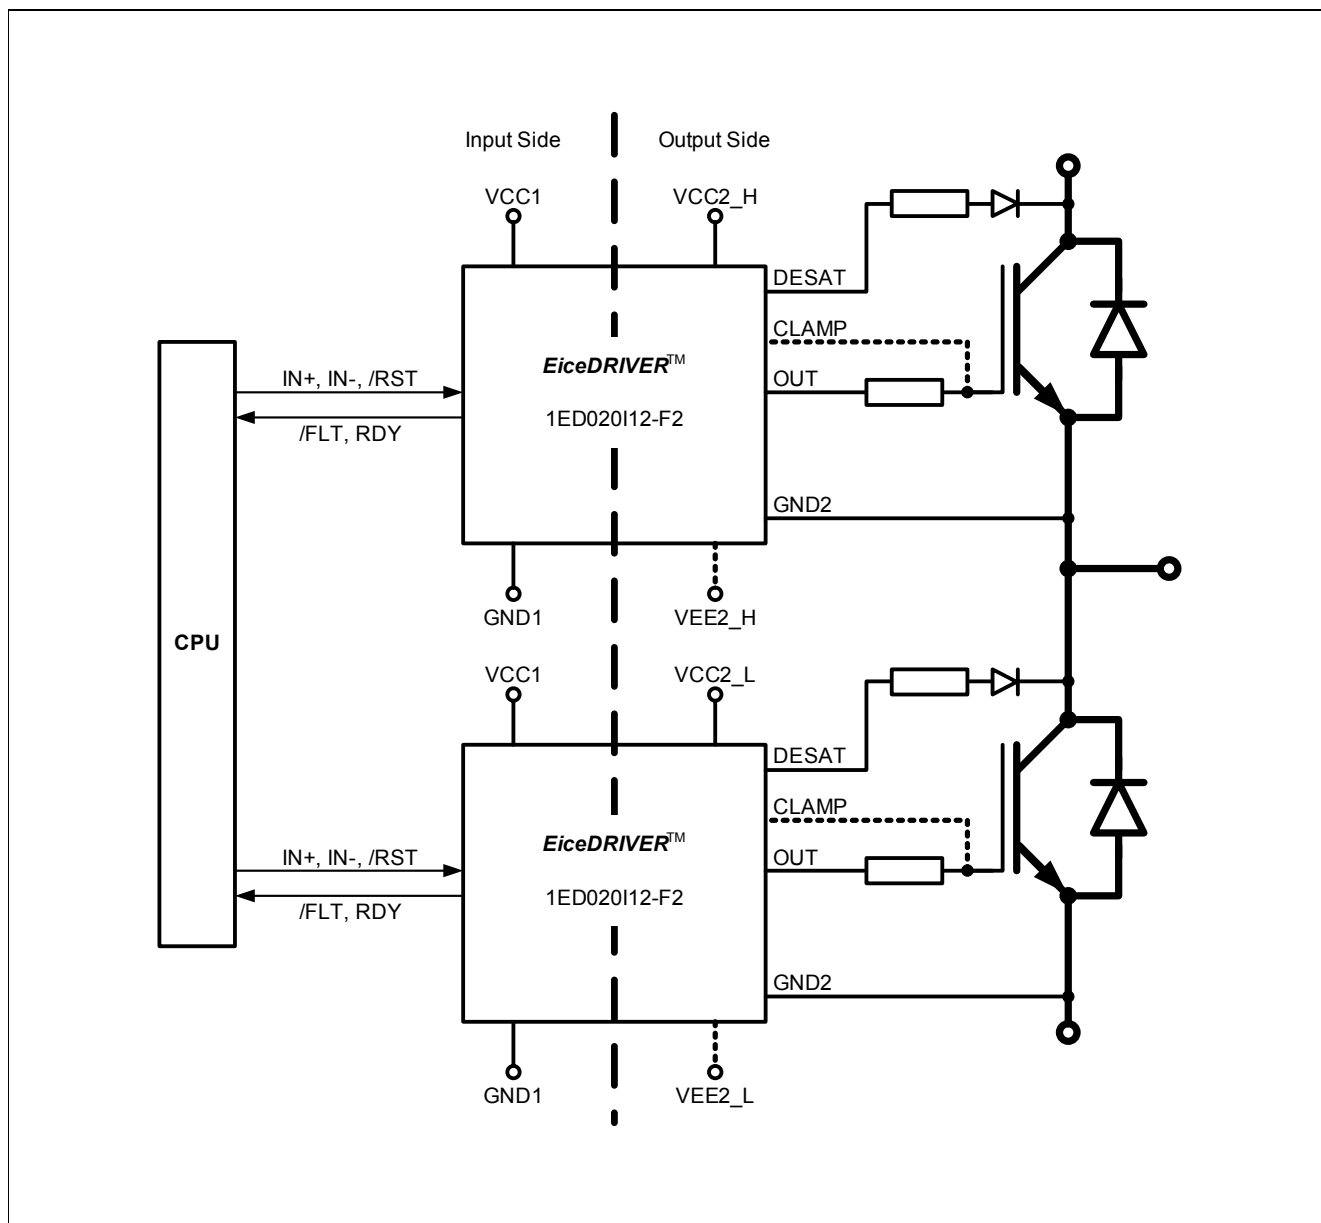 Input Side
Output Side
VCC1
VCC2_H
DESAT
CLAMP
EiceDRIVER™
IN+, IN-, /RST
OUT
/FLT, RDY
1ED020I12-F2
GND2
GND1
VEE2_H
CPU
VCC1
VCC2_L
DESAT
CLAMP
EiceDRIVER™
IN+, IN-, /RST
OUT
/FLT, RDY
1ED020I12-F2
GND2
GND1
VEE2_L